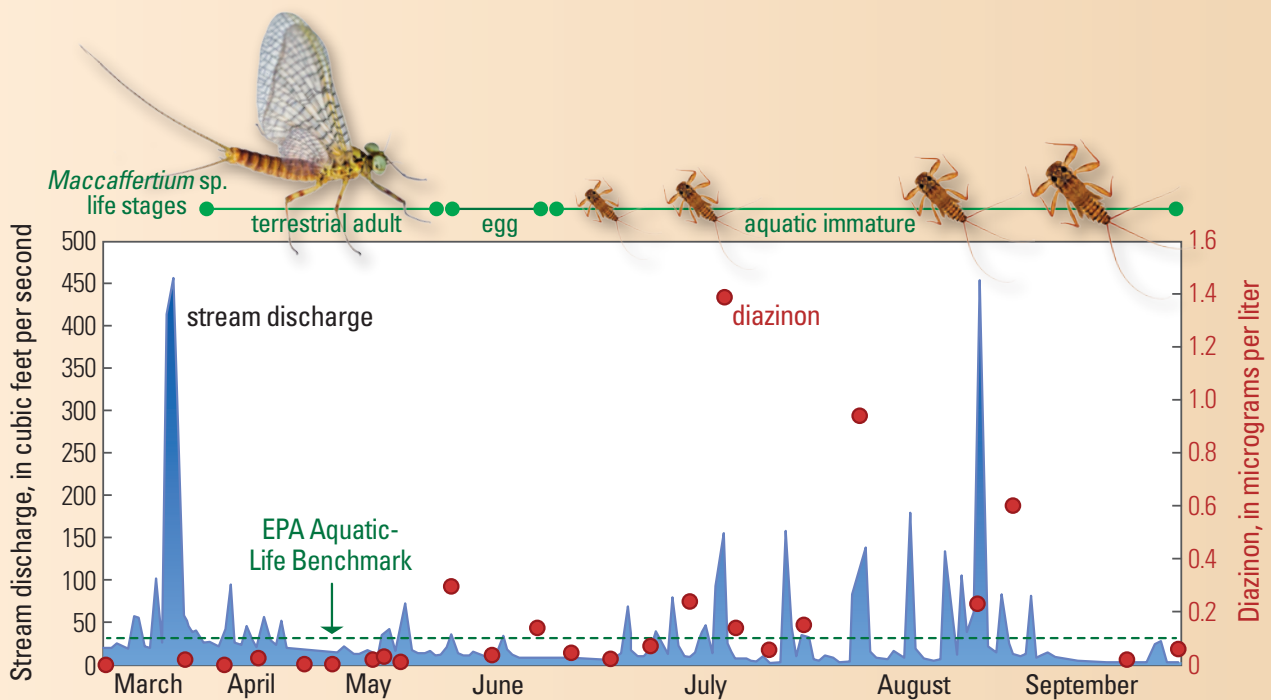 Maccaffertium sp.
life stages
terrestrial adult
egg
aquatic immature
Stream discharge, in cubic feet per second
500
450
400
350
300
250
200
150
100
50
0
stream discharge
diazinon
EPA Aquatic-
Life Benchmark
1.6
1.4
1.2
1.0
0.8
0.6
0.4
0.2
0
Diazinon, in micrograms per liter
March
April
May
June
July
August
September